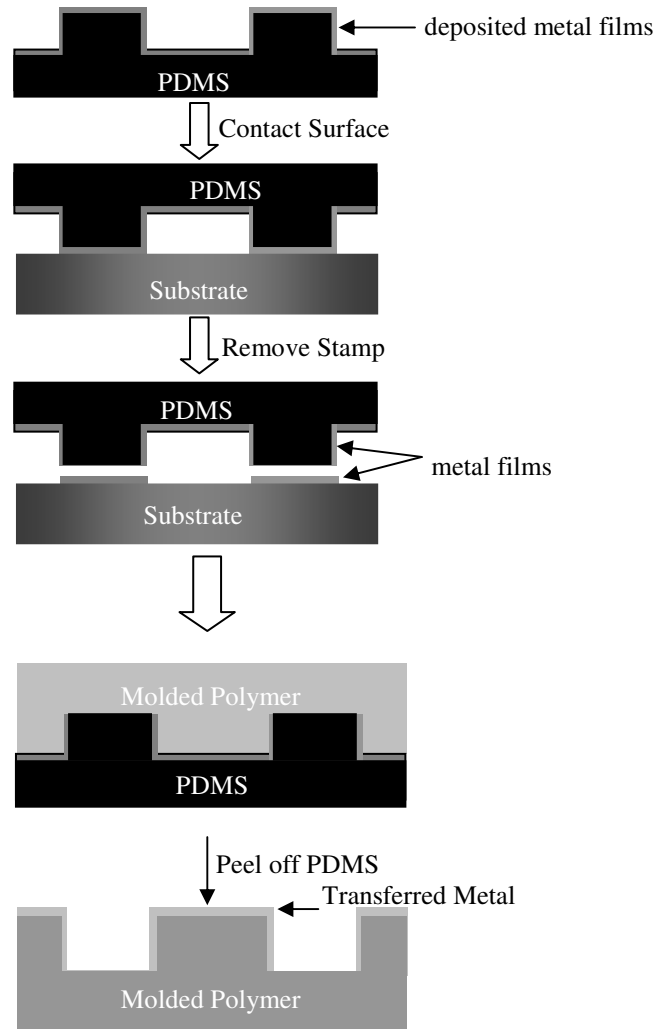 deposited metal films
PDMS
Contact Surface
PDMS
Substrate
Remove Stamp
PDMS
metal films
Substrate
Molded Polymer
PDMS
Peel off PDMS
Transferred Metal
Molded Polymer